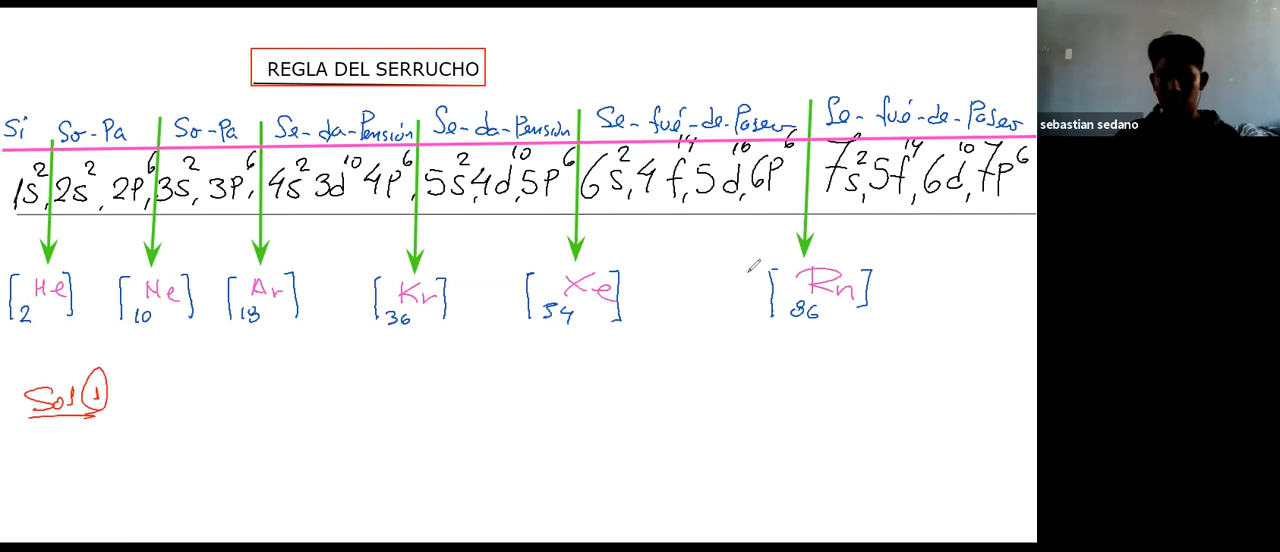 REGLA DEL SERRUCHO
sebastian sedano
Si So-Pa So-Pa Se-da-Pensión Se-da-Pensión Se-fué-de-Paseo, Se-fué-de-Paseo
1s², 2s², 2p⁶, 3s², 3p⁶, 4s² 3d¹⁰ 4p⁶, 5s², 4d¹⁰, 5p⁶ 6s², 4f¹⁴, 5d¹⁰, 6p⁶ 7s², 5f¹⁴, 6d¹⁰, 7p⁶
[₂He] [₁₀Ne] [₁₈Ar] [₃₆Kr] [₅₄Xe] [₈₆Rn]
Sol 1